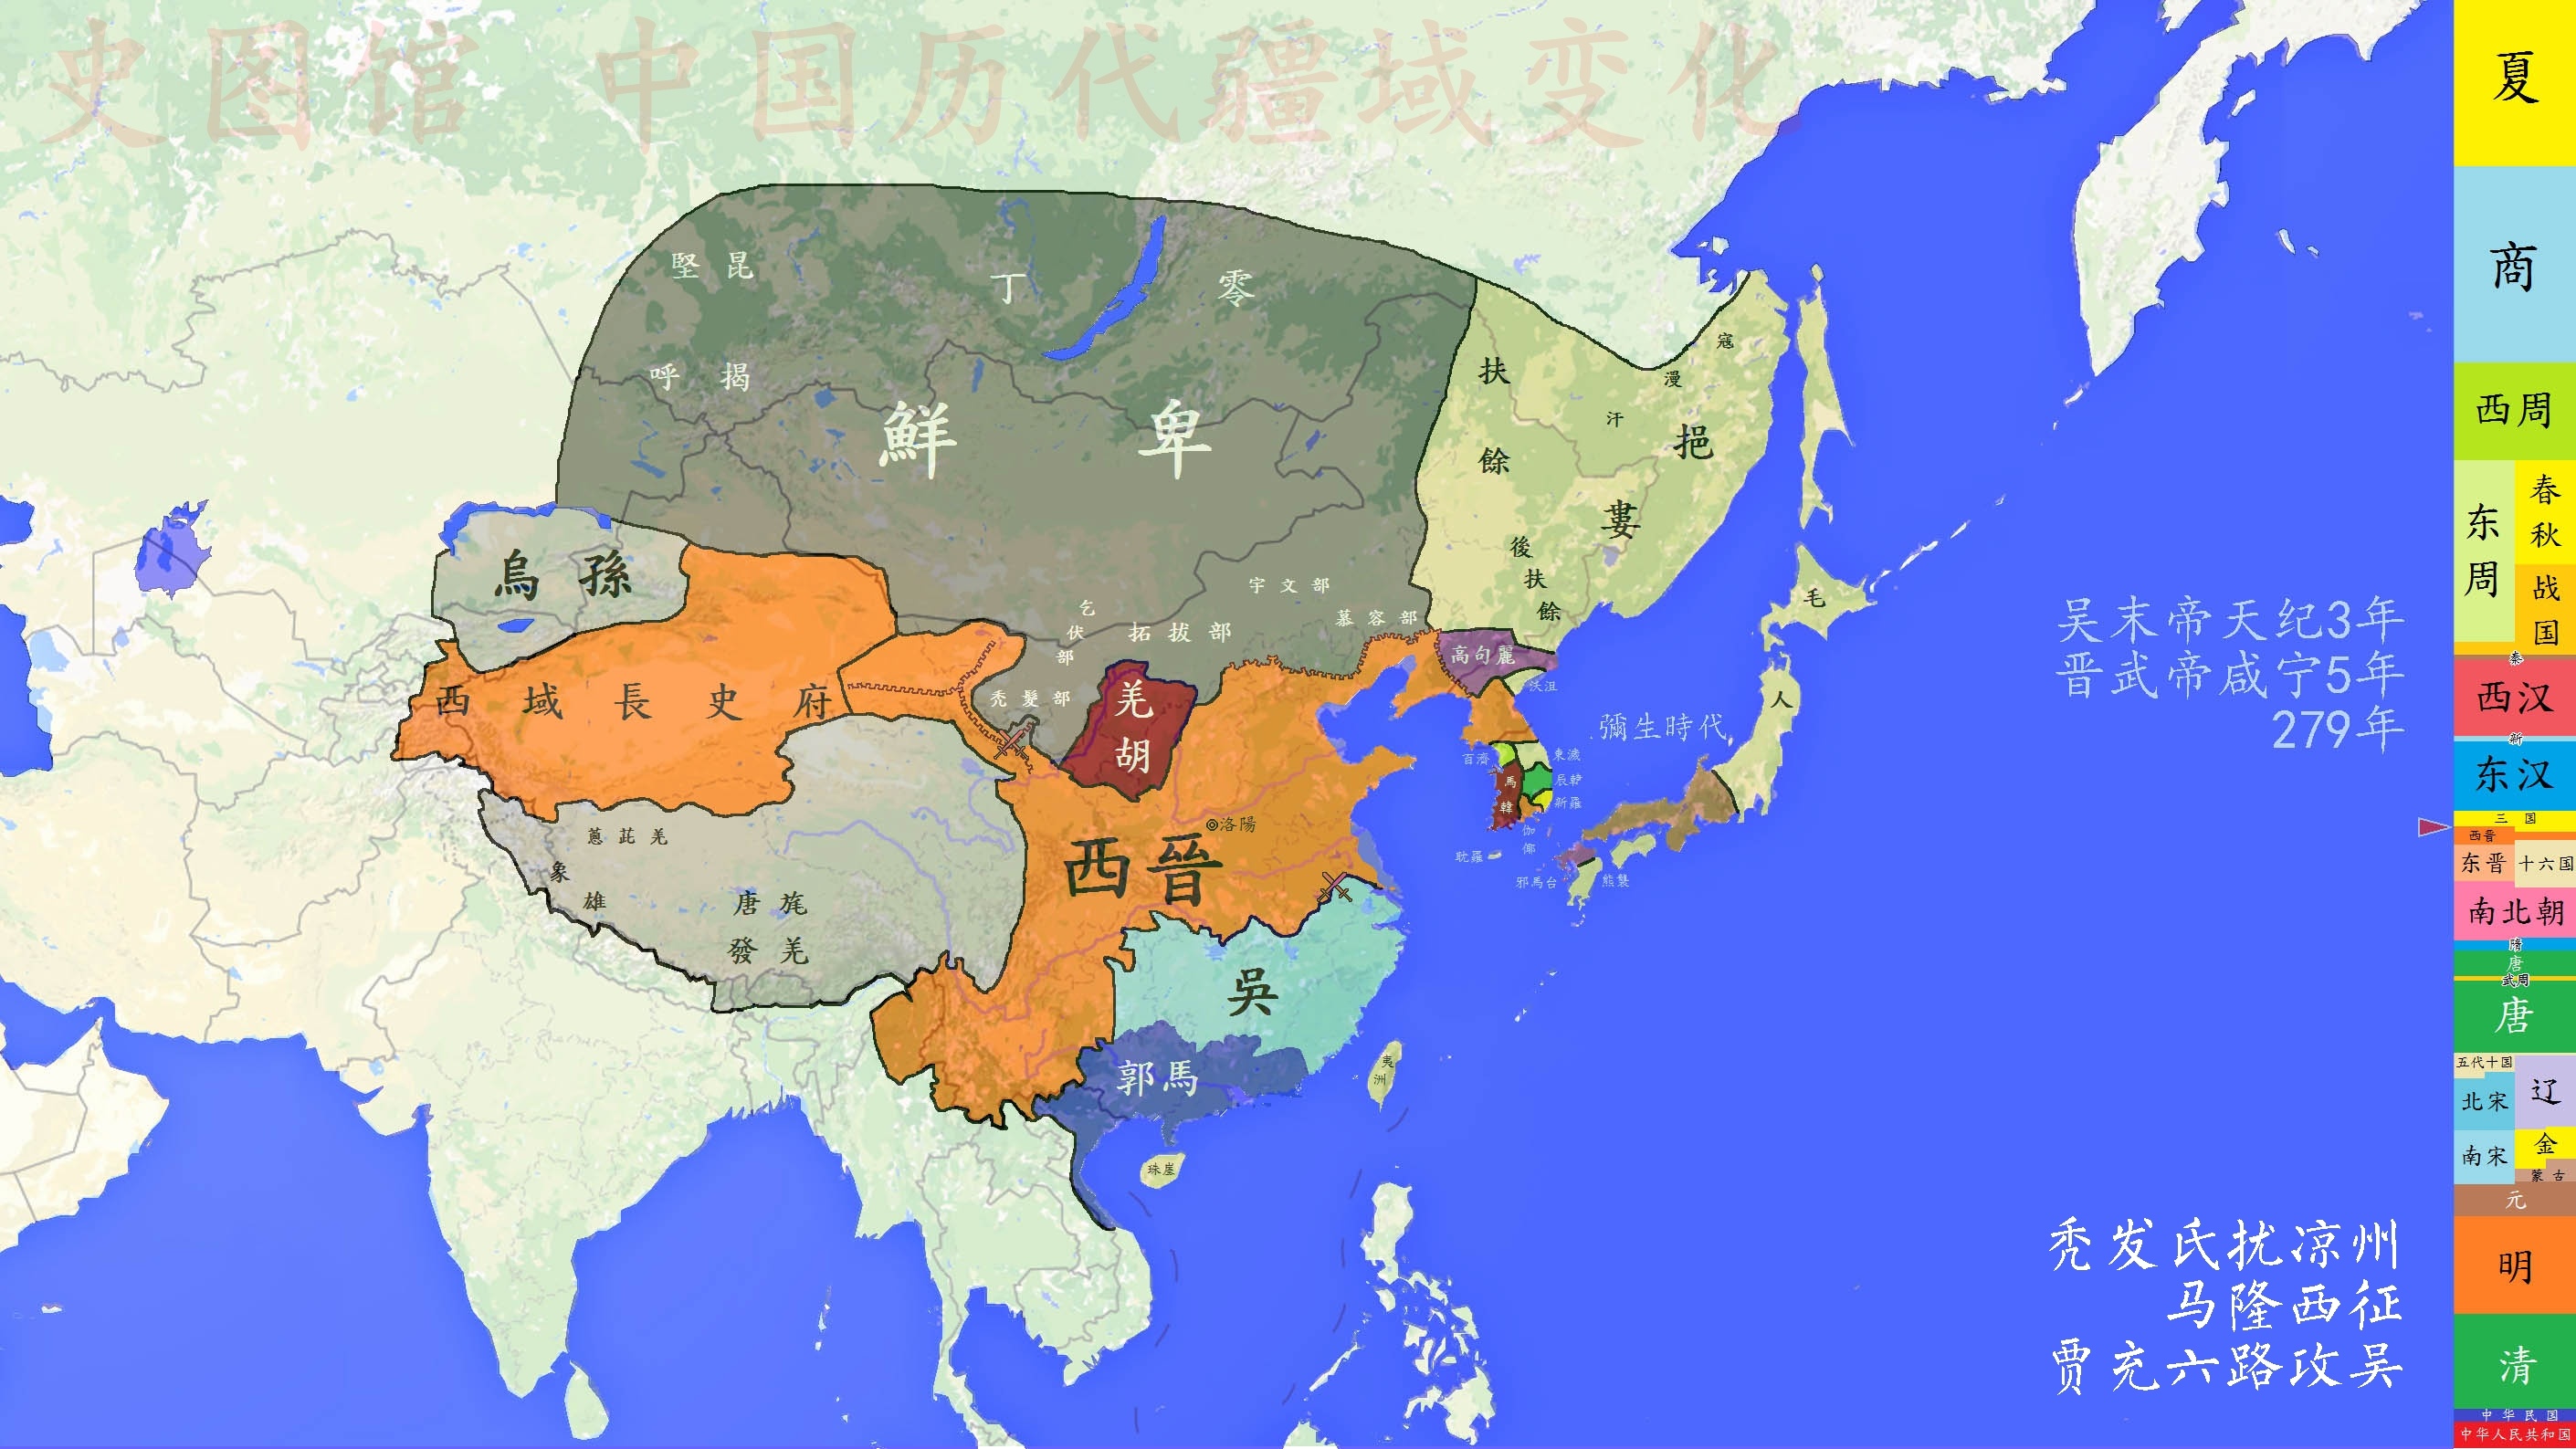 史图馆 中国历代疆域变化
堅昆
丁零
呼揭
鮮卑
扶餘
寇
漫
汗
挹婁
後扶餘
烏孫
宇文部
慕容部
乞伏部
拓拔部
高句麗
沃沮
毛人
西域長史府
禿髮部
羌胡
彌生時代
百濟
東濊
馬韓
辰韓
新羅
伽倻
耽羅
邪馬台
熊襲
洛陽
西晉
蔥茈羌
象雄
唐旄
發羌
吳
郭馬
夷洲
珠崖
吴末帝天纪3年
晋武帝咸宁5年
279年
秃发氏扰凉州
马隆西征
贾充六路攻吴
夏
商
西周
东周
春秋
战国
秦
西汉
新
东汉
三国
西晋
东晋
十六国
南北朝
隋
唐
武周
唐
五代十国
辽
北宋
南宋
金
蒙古
元
明
清
中华民国
中华人民共和国